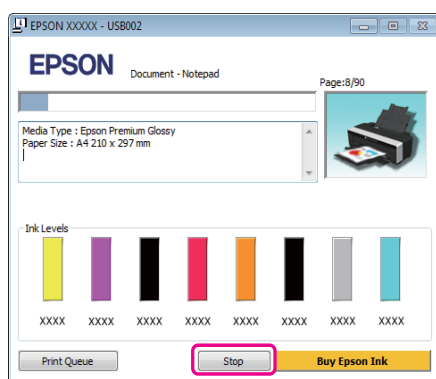 EPSON XXXXX - USB002
EPSON
Document - Notepad
Page:8/90
Media Type : Epson Premium Glossy
Paper Size : A4 210 x 297 mm
Ink Levels
XXXX XXXX XXXX XXXX XXXX XXXX XXXX XXXX
Print Queue
Stop
Buy Epson Ink